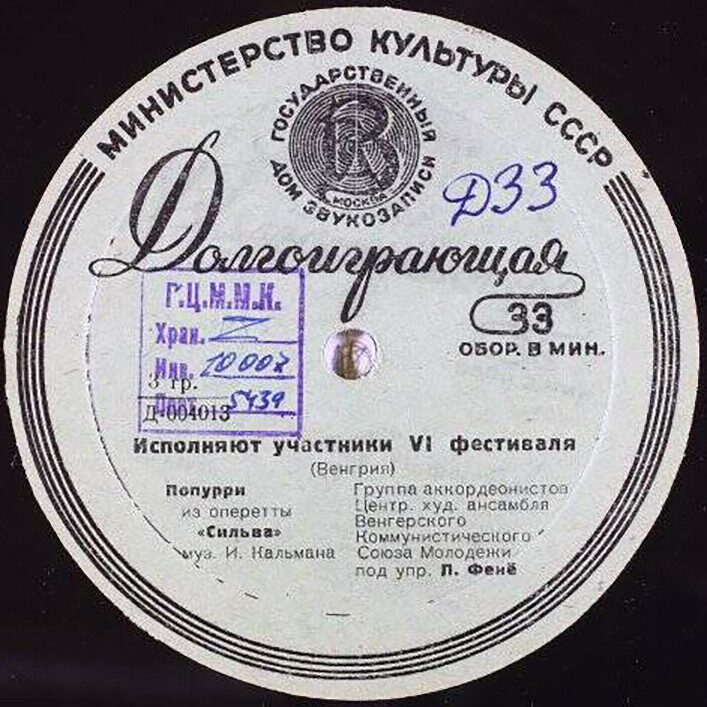 МИНИСТЕРСТВО КУЛЬТУРЫ СССР
ГОСУДАРСТВЕННЫЙ
ДОМ ЗВУКОЗАПИСИ
МОСКВА
Д33
Долгоиграющая
33
ОБОР. В МИН.
Г.Ц.М.М.К.
Хран. Z
Инв.
3 гр.
5439
Д-004013
Исполняют участники VI фестиваля
(Венгрия)
Попурри
из оперетты
«Сильва»
муз. И. Кальмана
Группа аккордеонистов
Центр. худ. ансамбля
Венгерского
Коммунистического
Союза Молодежи
под упр. Л. Фенё